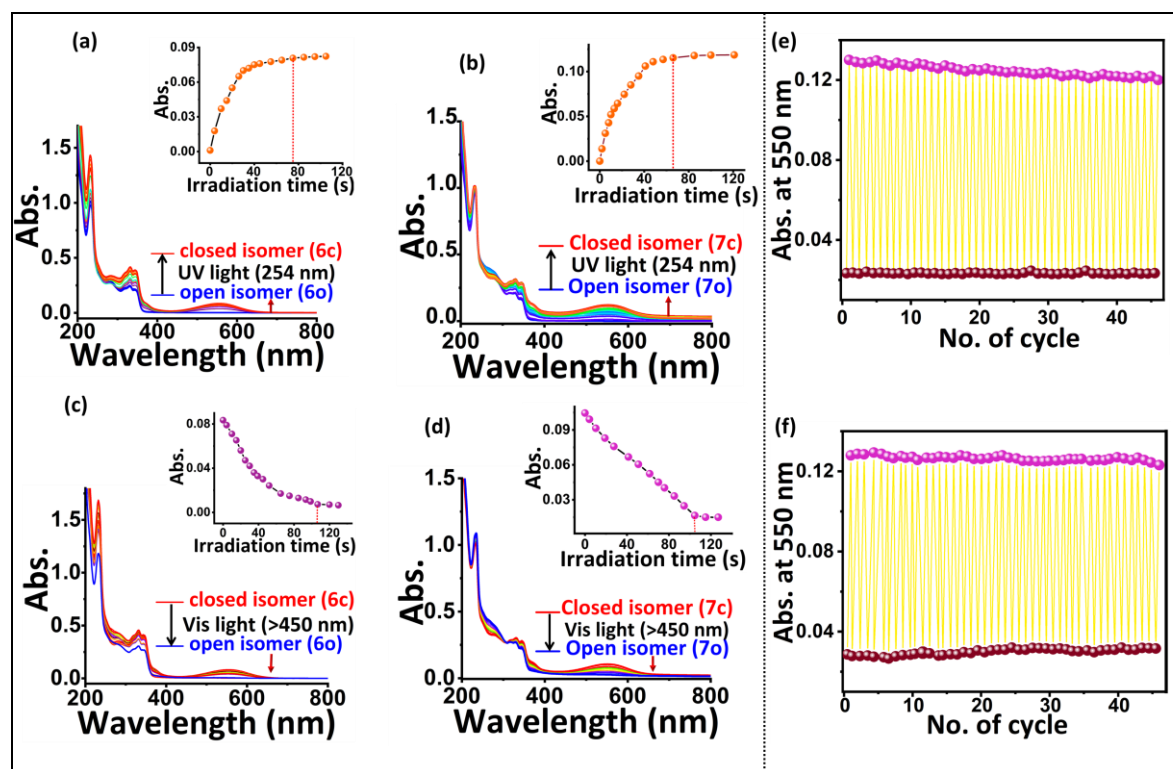 (a)
0.09
0.06
0.03
0.00
Abs.
0 40 80 120
Irradiation time (s)
1.5
1.0
0.5
0.0
Abs.
closed isomer (6c)
UV light (254 nm)
open isomer (6o)
200 400 600 800
Wavelength (nm)
(b)
0.10
0.05
0.00
Abs.
0 40 80 120
Irradiation time (s)
1.5
1.0
0.5
0.0
Abs.
Closed isomer (7c)
UV light (254 nm)
Open isomer (7o)
200 400 600 800
Wavelength (nm)
(e)
0.12
0.08
0.04
Abs. at 550 nm
0 10 20 30 40
No. of cycle
(c)
0.08
0.04
0.00
Abs.
0 40 80 120
Irradiation time (s)
1.5
1.0
0.5
0.0
Abs.
closed isomer (6c)
Vis light (>450 nm)
open isomer (6o)
200 400 600 800
Wavelength (nm)
(d)
0.09
0.06
0.03
Abs.
0 40 80 120
Irradiation time (s)
1.5
1.0
0.5
0.0
Abs.
Closed isomer (7c)
Vis light (>450 nm)
Open isomer (7o)
200 400 600 800
Wavelength (nm)
(f)
0.12
0.08
0.04
Abs. at 550 nm
0 10 20 30 40
No. of cycle